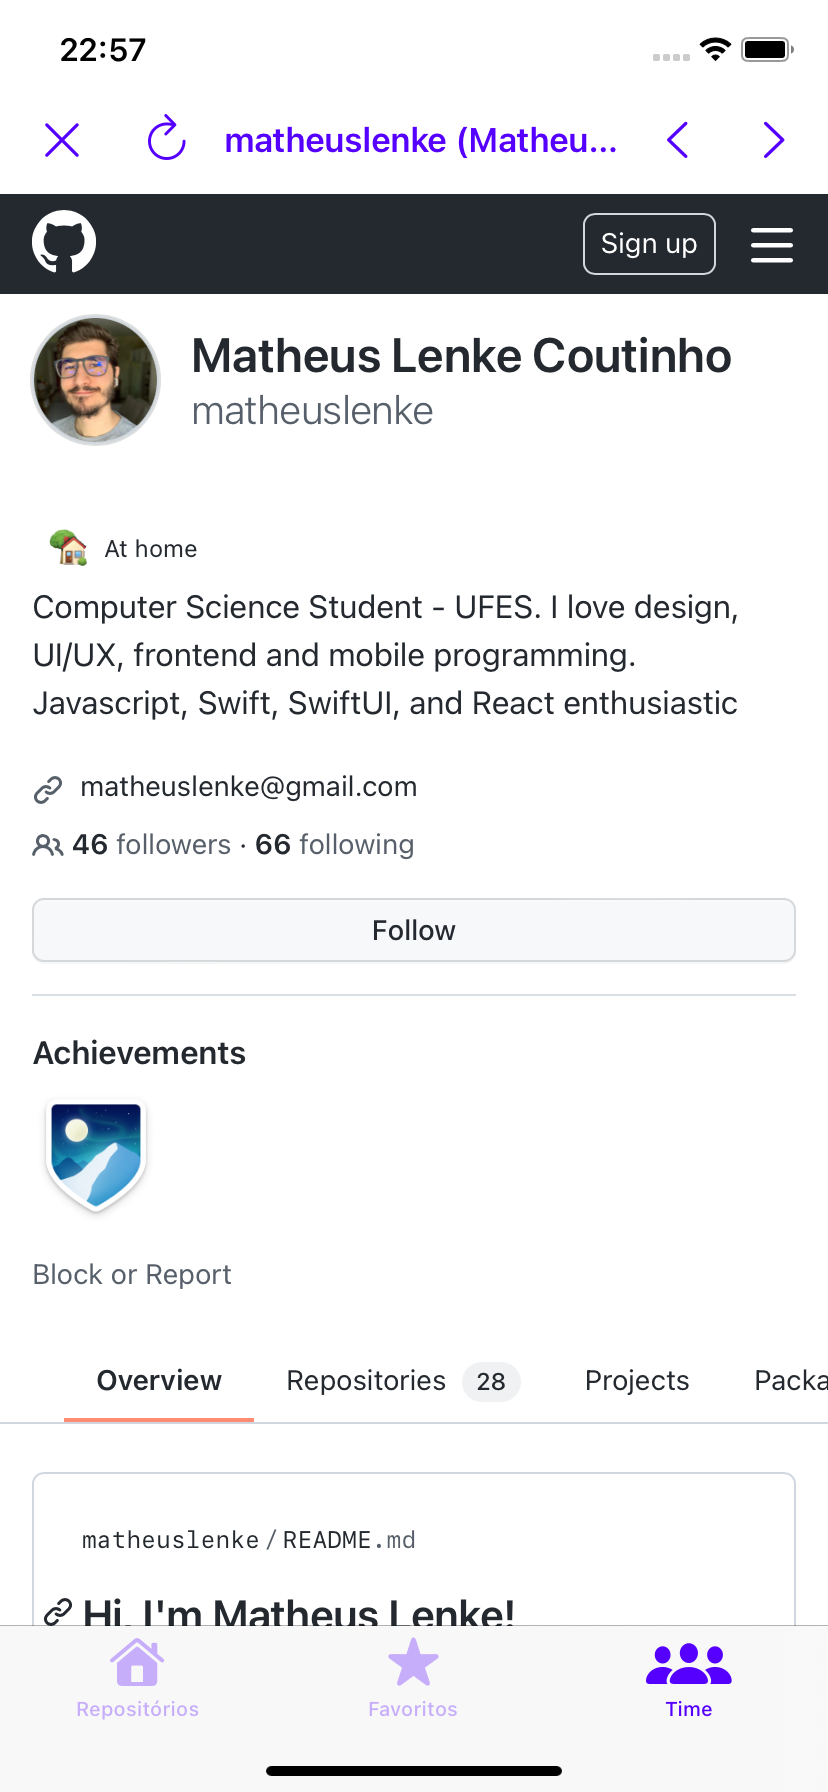 22:57
matheuslenke (Matheu...
Sign up
Matheus Lenke Coutinho
matheuslenke
At home
Computer Science Student - UFES. I love design,
UI/UX, frontend and mobile programming.
Javascript, Swift, SwiftUI, and React enthusiastic
matheuslenke@gmail.com
46 followers · 66 following
Follow
Achievements
Block or Report
Overview Repositories 28 Projects Packa
matheuslenke/README.md
Hi, I'm Matheus Lenke!
Repositórios Favoritos Time